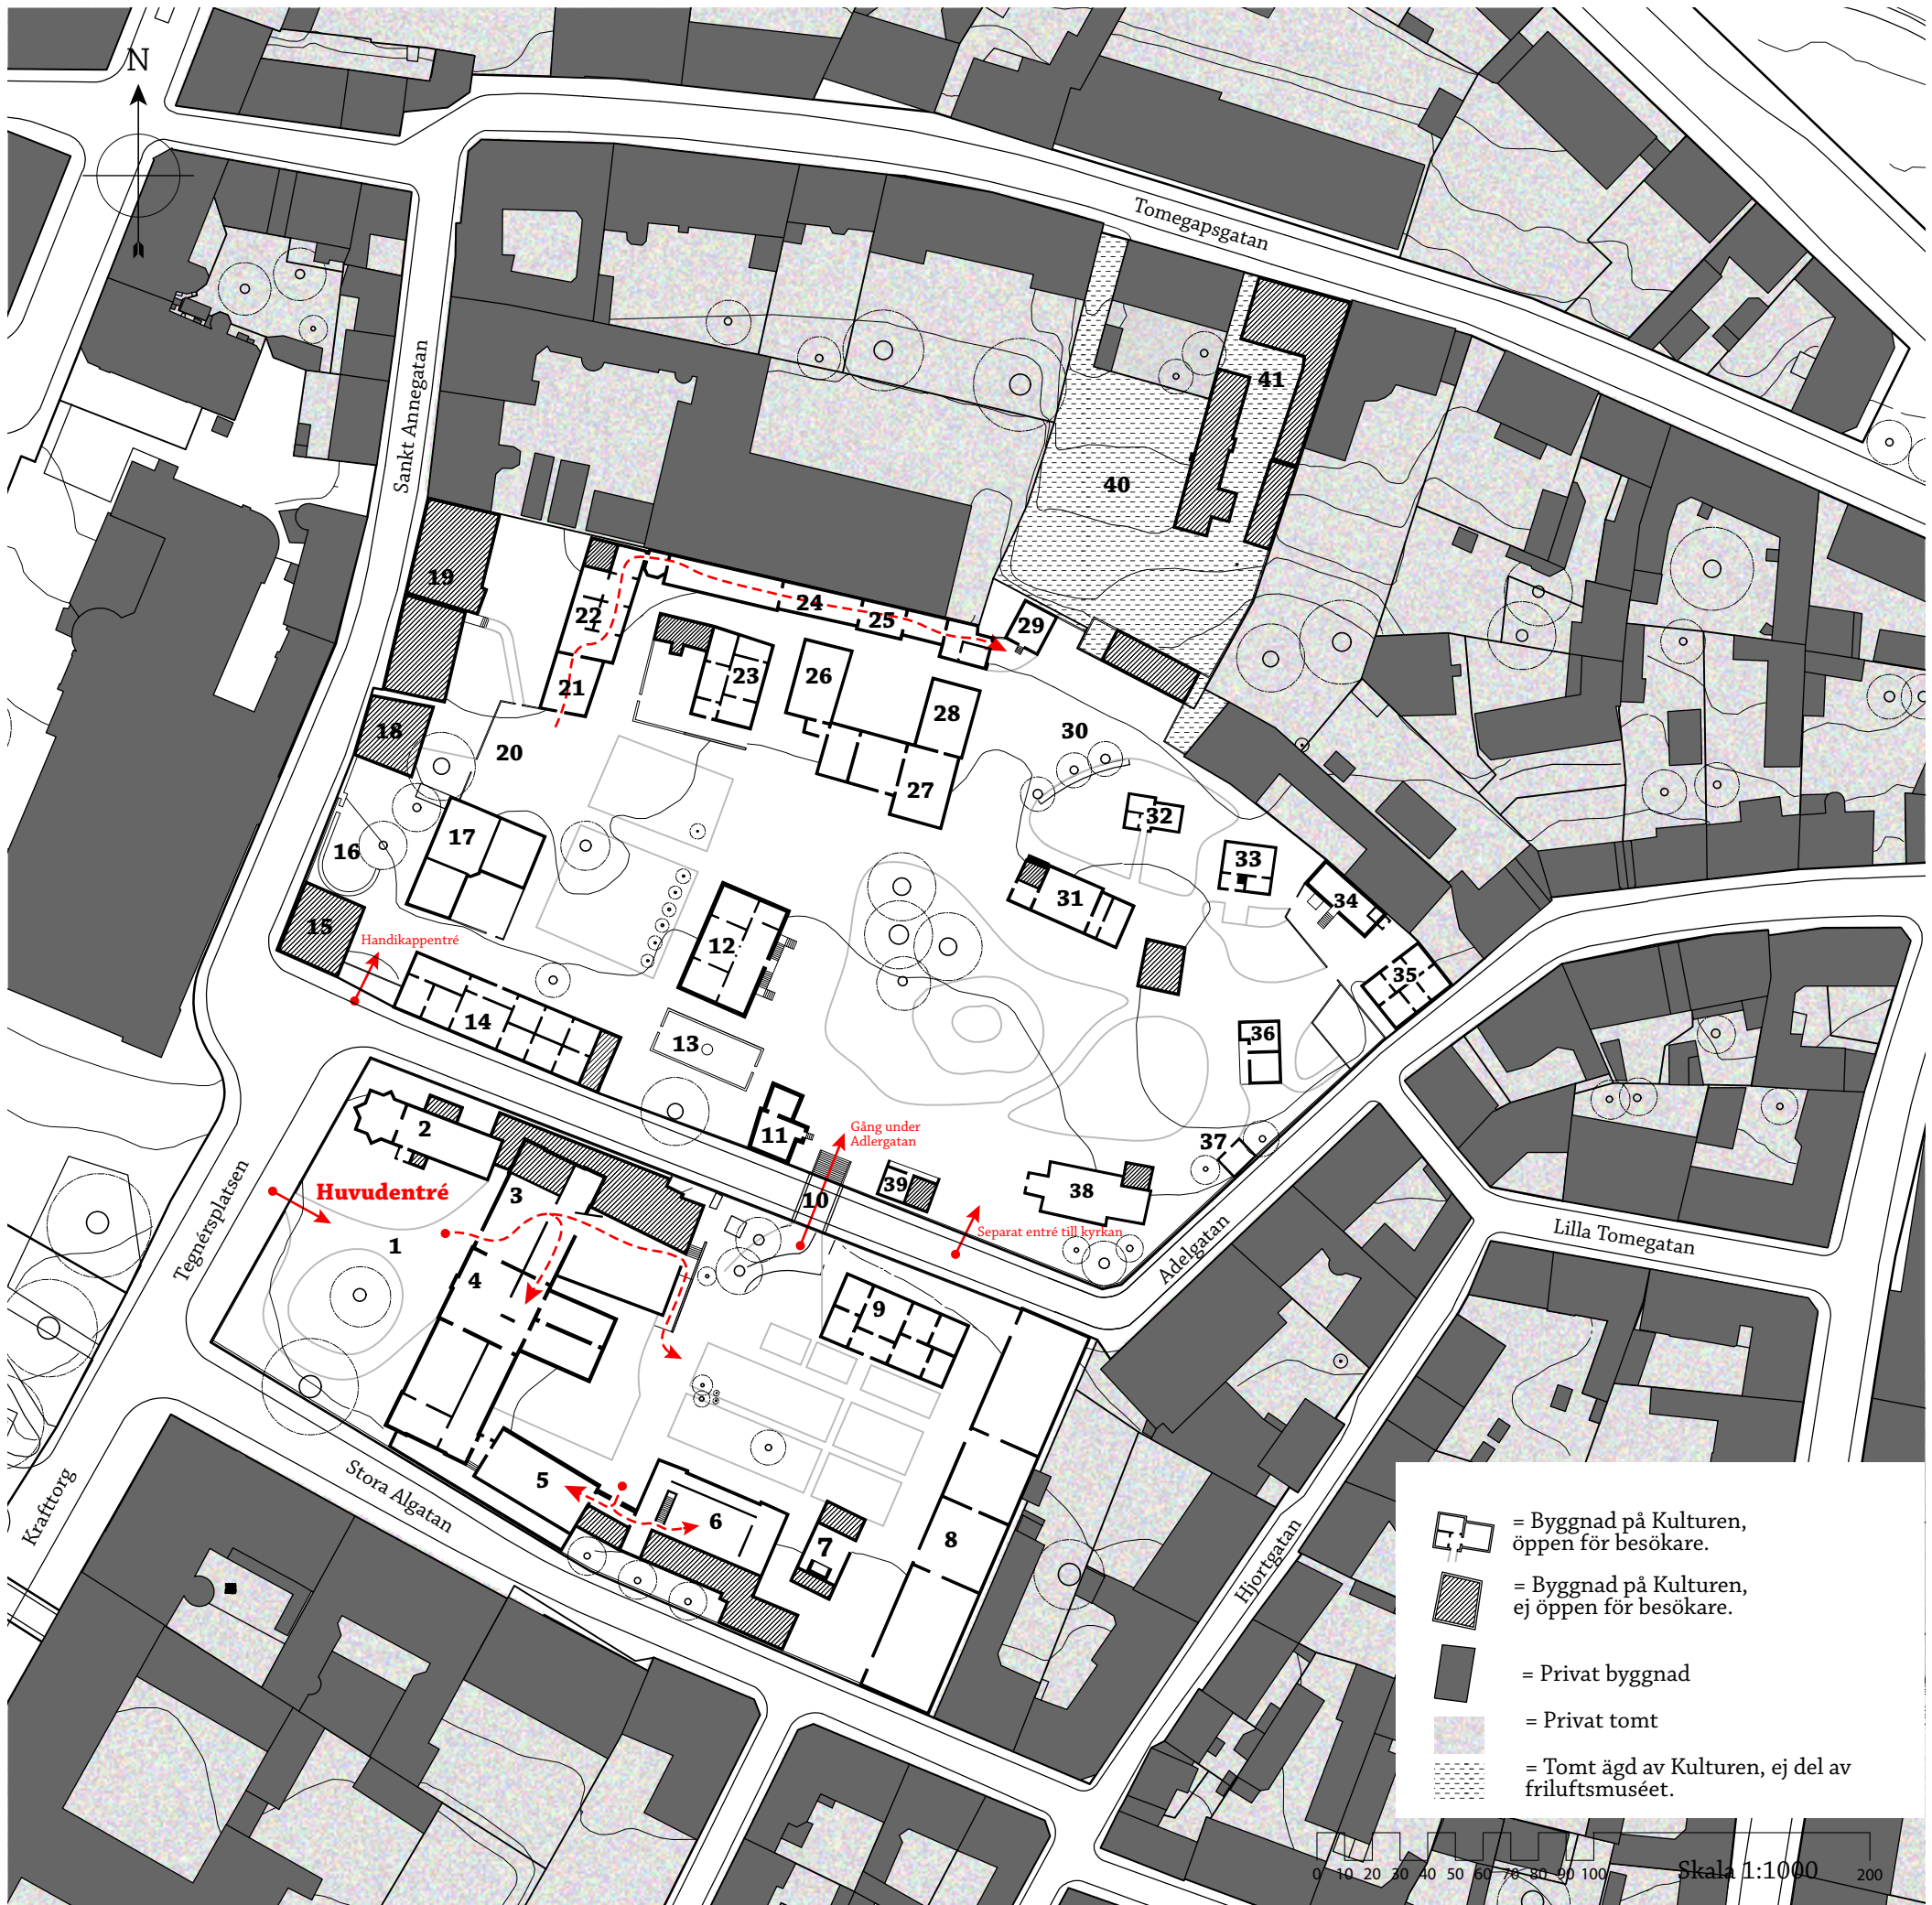 N
Tomegapsgatan
Sankt Annegatan
41
40
19
24
22
25
29
21
23
26
28
18
20
30
27
32
17
16
33
31
34
15
Handikappentré
12
35
14
13
36
11
Gång under
Adlergatan
2
37
39
38
10
Huvudentré
3
Separat entré till kyrkan
1
Tegnérsplatsen
Adelgatan
Lilla Tomegatan
4
9
Stora Algatan
Krafttorg
5
6
7
8
Hjortgatan
= Byggnad på Kulturen,
öppen för besökare.
= Byggnad på Kulturen,
ej öppen för besökare.
= Privat byggnad
= Privat tomt
= Tomt ägd av Kulturen, ej del av
friluftsmuséet.
0 10 20 30 40 50 60 70 80 90 100 200
Skala 1:1000